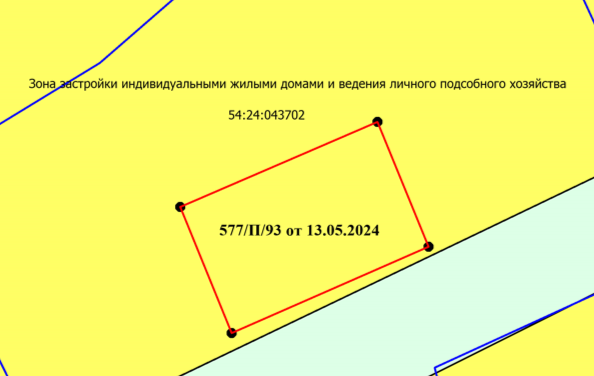 Зона застройки индивидуальными жилыми домами и ведения личного подсобного хозяйства
54:24:043702
577/П/93 от 13.05.2024